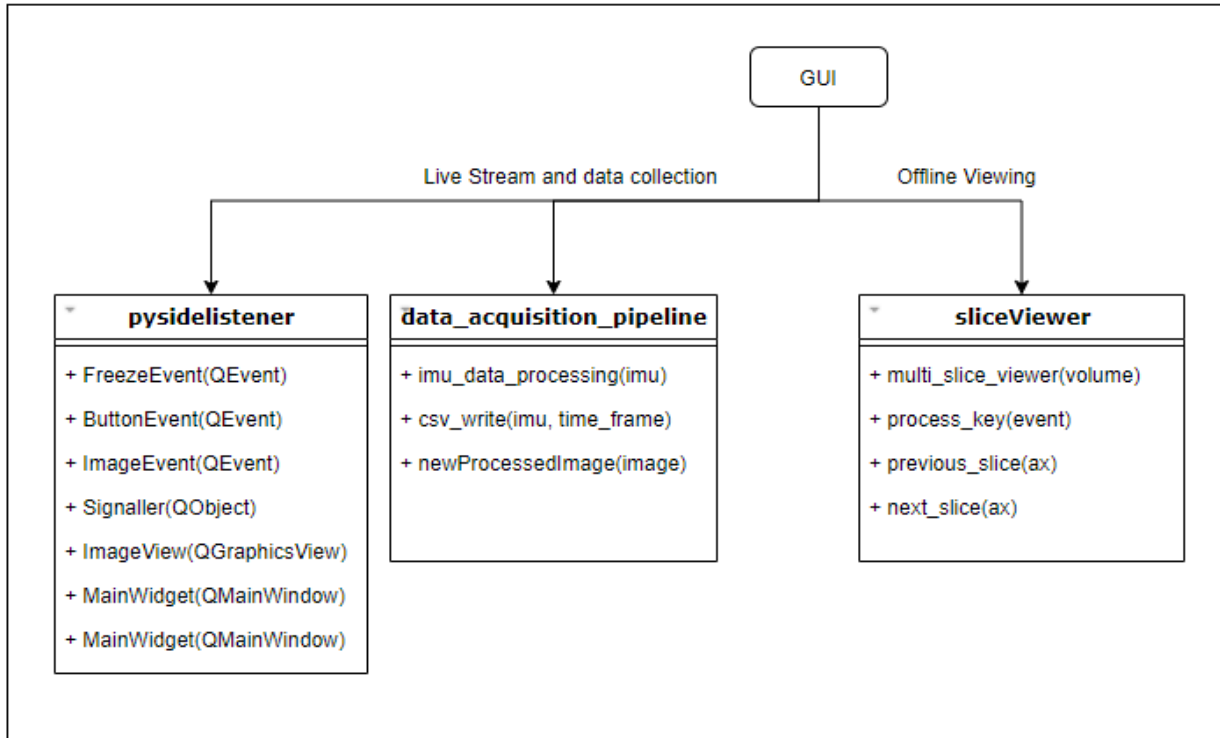 GUI
Live Stream and data collection
Offline Viewing
pysidelistener
+ FreezeEvent(QEvent)
+ ButtonEvent(QEvent)
+ ImageEvent(QEvent)
+ Signaller(QObject)
+ ImageView(QGraphicsView)
+ MainWidget(QMainWindow)
+ MainWidget(QMainWindow)
data_acquisition_pipeline
+ imu_data_processing(imu)
+ csv_write(imu, time_frame)
+ newProcessedImage(image)
sliceViewer
+ multi_slice_viewer(volume)
+ process_key(event)
+ previous_slice(ax)
+ next_slice(ax)